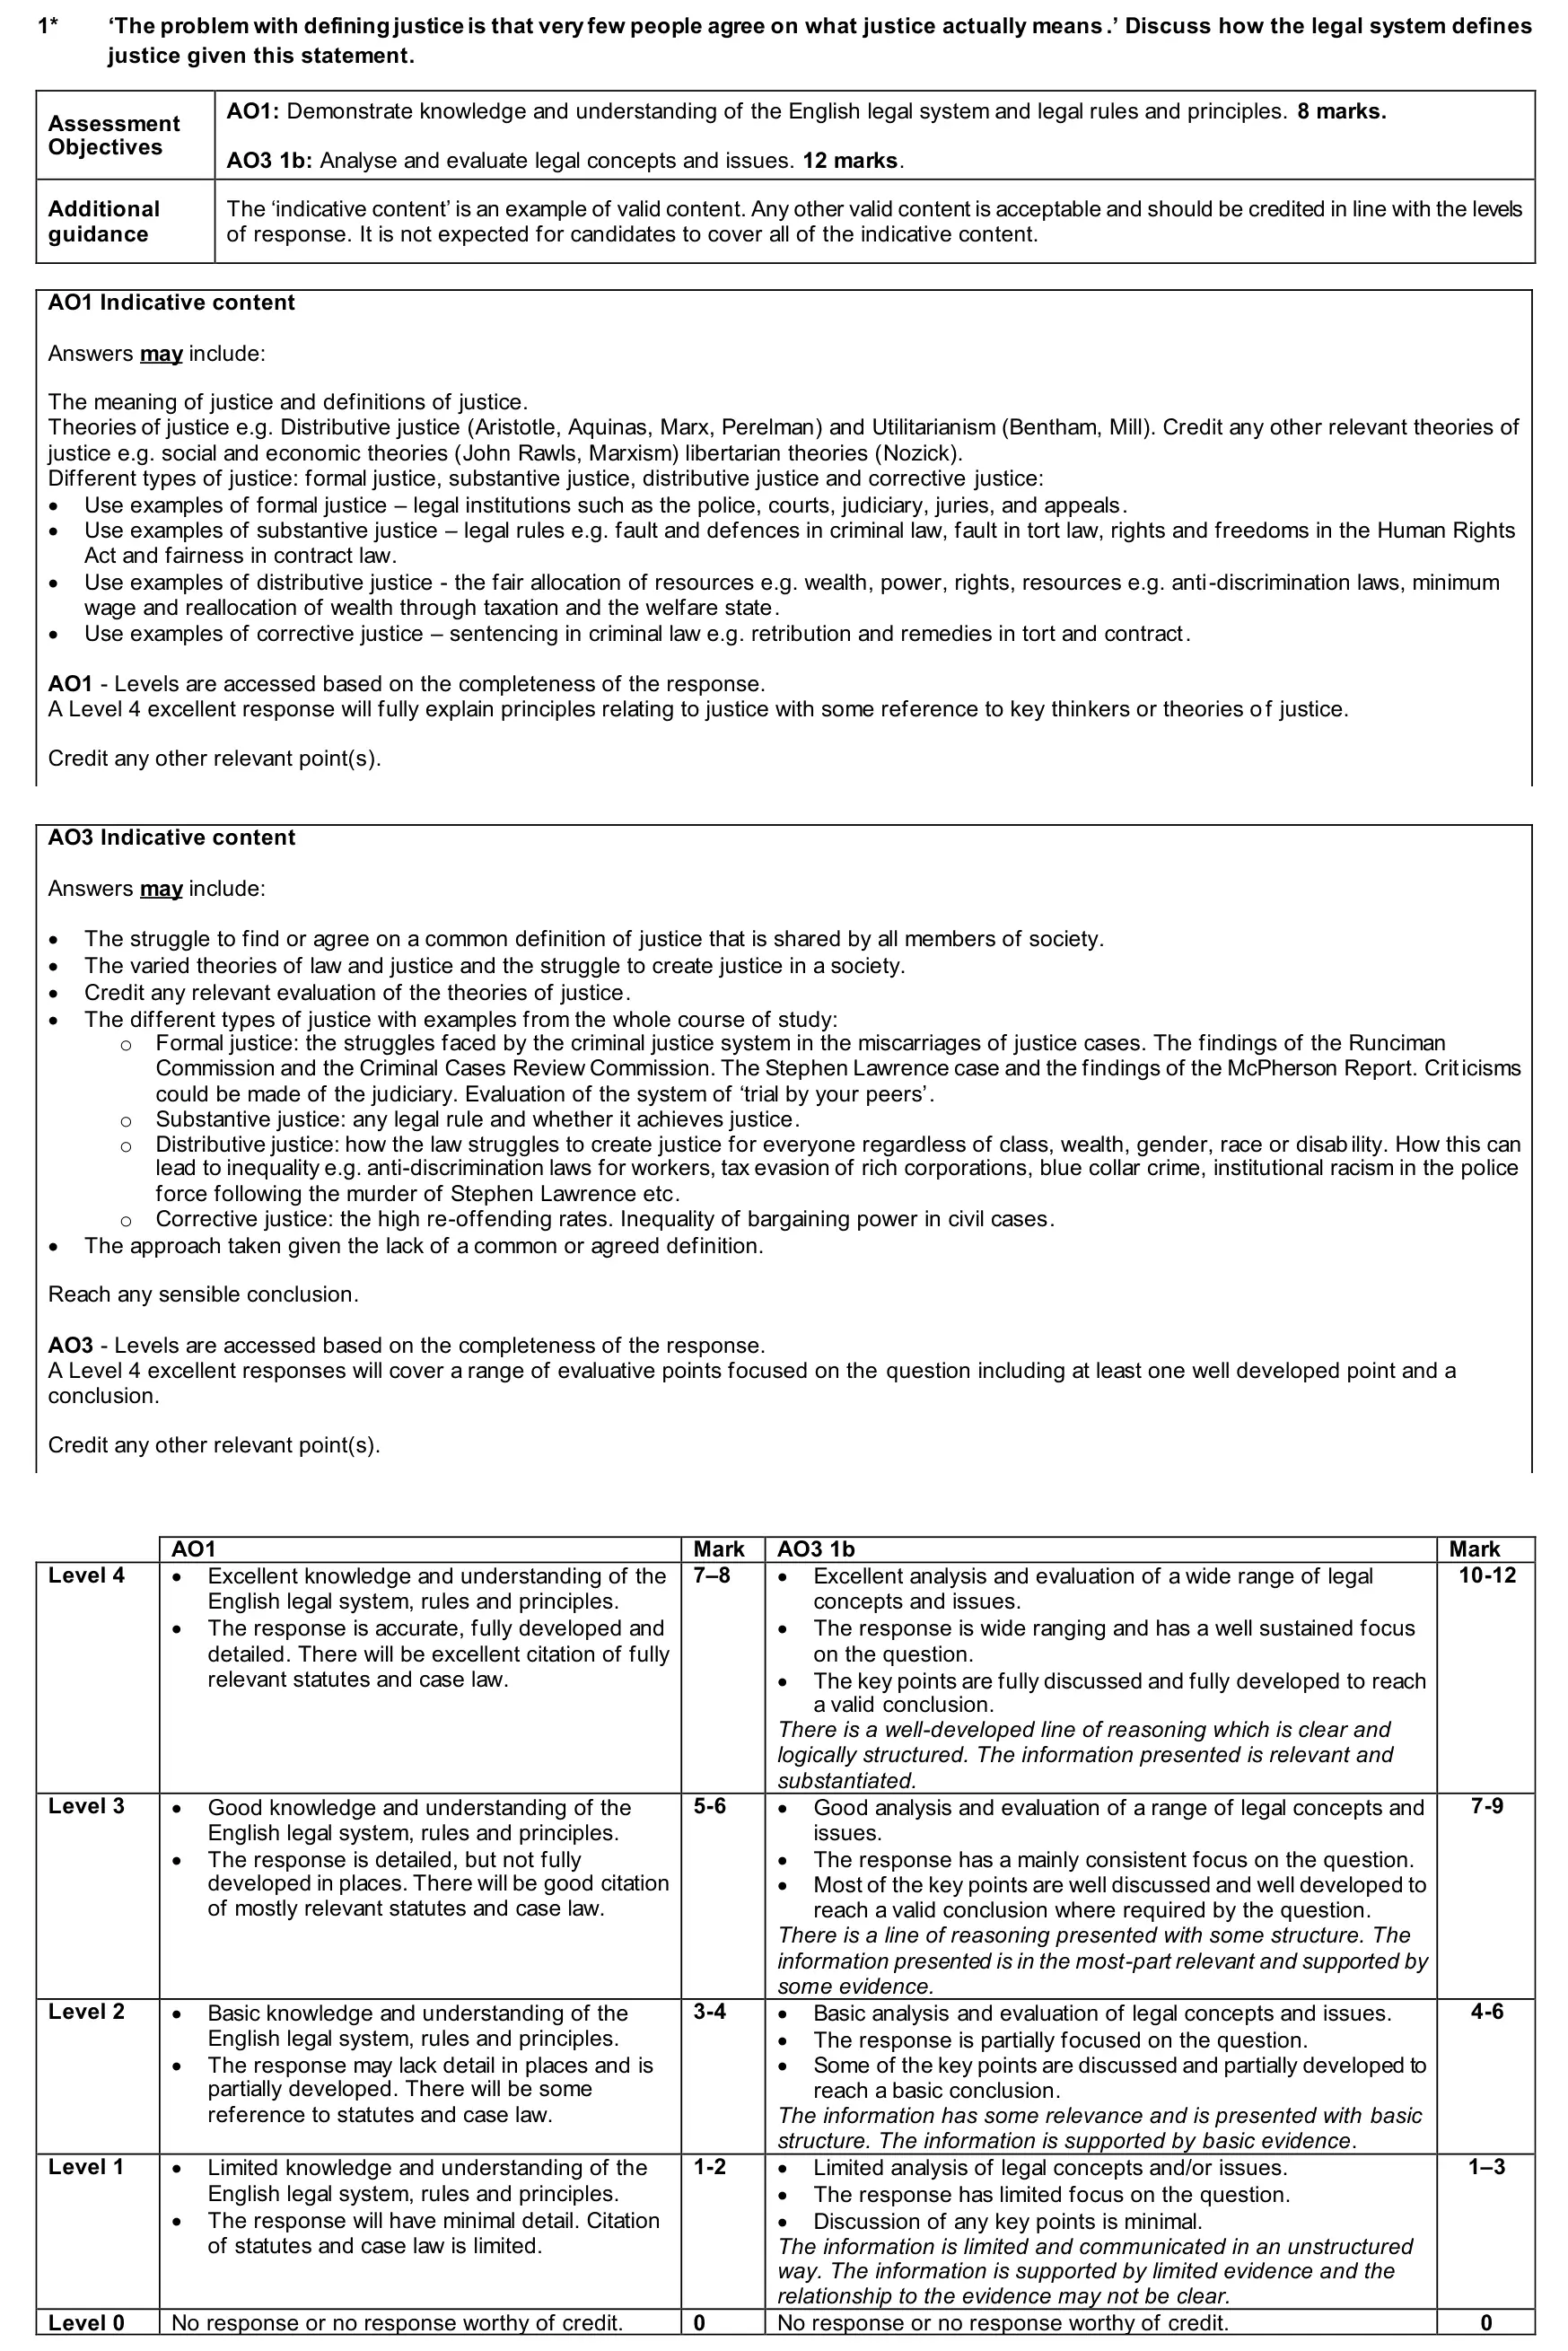 1* ‘The problem with defining justice is that very few people agree on what justice actually means.’ Discuss how the legal system defines
justice given this statement.
Assessment
Objectives
AO1: Demonstrate knowledge and understanding of the English legal system and legal rules and principles. 8 marks.
AO3 1b: Analyse and evaluate legal concepts and issues. 12 marks.
Additional
guidance
The ‘indicative content’ is an example of valid content. Any other valid content is acceptable and should be credited in line with the levels
of response. It is not expected for candidates to cover all of the indicative content.
AO1 Indicative content
Answers may include:
The meaning of justice and definitions of justice.
Theories of justice e.g. Distributive justice (Aristotle, Aquinas, Marx, Perelman) and Utilitarianism (Bentham, Mill). Credit any other relevant theories of
justice e.g. social and economic theories (John Rawls, Marxism) libertarian theories (Nozick).
Different types of justice: formal justice, substantive justice, distributive justice and corrective justice:
• Use examples of formal justice – legal institutions such as the police, courts, judiciary, juries, and appeals.
• Use examples of substantive justice – legal rules e.g. fault and defences in criminal law, fault in tort law, rights and freedoms in the Human Rights
Act and fairness in contract law.
• Use examples of distributive justice - the fair allocation of resources e.g. wealth, power, rights, resources e.g. anti-discrimination laws, minimum
wage and reallocation of wealth through taxation and the welfare state.
• Use examples of corrective justice – sentencing in criminal law e.g. retribution and remedies in tort and contract.
AO1 - Levels are accessed based on the completeness of the response.
A Level 4 excellent response will fully explain principles relating to justice with some reference to key thinkers or theories of justice.
Credit any other relevant point(s).
AO3 Indicative content
Answers may include:
• The struggle to find or agree on a common definition of justice that is shared by all members of society.
• The varied theories of law and justice and the struggle to create justice in a society.
• Credit any relevant evaluation of the theories of justice.
• The different types of justice with examples from the whole course of study:
o Formal justice: the struggles faced by the criminal justice system in the miscarriages of justice cases. The findings of the Runciman
Commission and the Criminal Cases Review Commission. The Stephen Lawrence case and the findings of the McPherson Report. Criticisms
could be made of the judiciary. Evaluation of the system of ‘trial by your peers’.
o Substantive justice: any legal rule and whether it achieves justice.
o Distributive justice: how the law struggles to create justice for everyone regardless of class, wealth, gender, race or disability. How this can
lead to inequality e.g. anti-discrimination laws for workers, tax evasion of rich corporations, blue collar crime, institutional racism in the police
force following the murder of Stephen Lawrence etc.
o Corrective justice: the high re-offending rates. Inequality of bargaining power in civil cases.
• The approach taken given the lack of a common or agreed definition.
Reach any sensible conclusion.
AO3 - Levels are accessed based on the completeness of the response.
A Level 4 excellent responses will cover a range of evaluative points focused on the question including at least one well developed point and a
conclusion.
Credit any other relevant point(s).
AO1 Mark AO3 1b Mark
Level 4
• Excellent knowledge and understanding of the
English legal system, rules and principles.
• The response is accurate, fully developed and
detailed. There will be excellent citation of fully
relevant statutes and case law.
7–8
• Excellent analysis and evaluation of a wide range of legal
concepts and issues.
• The response is wide ranging and has a well sustained focus
on the question.
• The key points are fully discussed and fully developed to reach
a valid conclusion.
There is a well-developed line of reasoning which is clear and
logically structured. The information presented is relevant and
substantiated.
10-12
Level 3
• Good knowledge and understanding of the
English legal system, rules and principles.
• The response is detailed, but not fully
developed in places. There will be good citation
of mostly relevant statutes and case law.
5-6
• Good analysis and evaluation of a range of legal concepts and
issues.
• The response has a mainly consistent focus on the question.
• Most of the key points are well discussed and well developed to
reach a valid conclusion where required by the question.
There is a line of reasoning presented with some structure. The
information presented is in the most-part relevant and supported by
some evidence.
7-9
Level 2
• Basic knowledge and understanding of the
English legal system, rules and principles.
• The response may lack detail in places and is
partially developed. There will be some
reference to statutes and case law.
3-4
• Basic analysis and evaluation of legal concepts and issues.
• The response is partially focused on the question.
• Some of the key points are discussed and partially developed to
reach a basic conclusion.
The information has some relevance and is presented with basic
structure. The information is supported by basic evidence.
4-6
Level 1
• Limited knowledge and understanding of the
English legal system, rules and principles.
• The response will have minimal detail. Citation
of statutes and case law is limited.
1-2
• Limited analysis of legal concepts and/or issues.
• The response has limited focus on the question.
• Discussion of any key points is minimal.
The information is limited and communicated in an unstructured
way. The information is supported by limited evidence and the
relationship to the evidence may not be clear.
1–3
Level 0 No response or no response worthy of credit. 0 No response or no response worthy of credit. 0